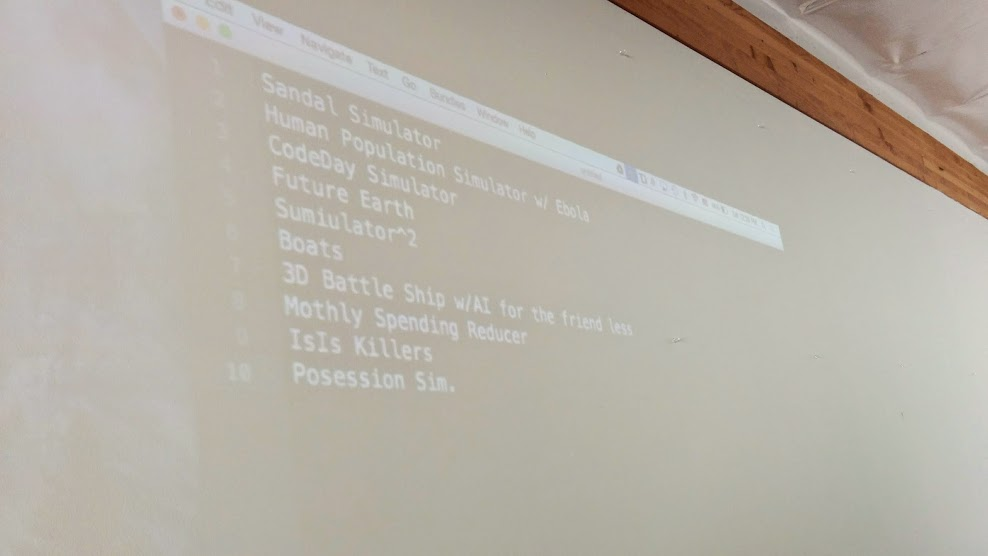 Edit View Navigate Text Go Bundles Window Help
untitled
1 Sandal Simulator
2 Human Population Simulator w/ Ebola
3 CodeDay Simulator
4 Future Earth
5 Sumiulator^2
6 Boats
7 3D Battle Ship w/AI for the friend less
8 Mothly Spending Reducer
9 IsIs Killers
10 Posession Sim.